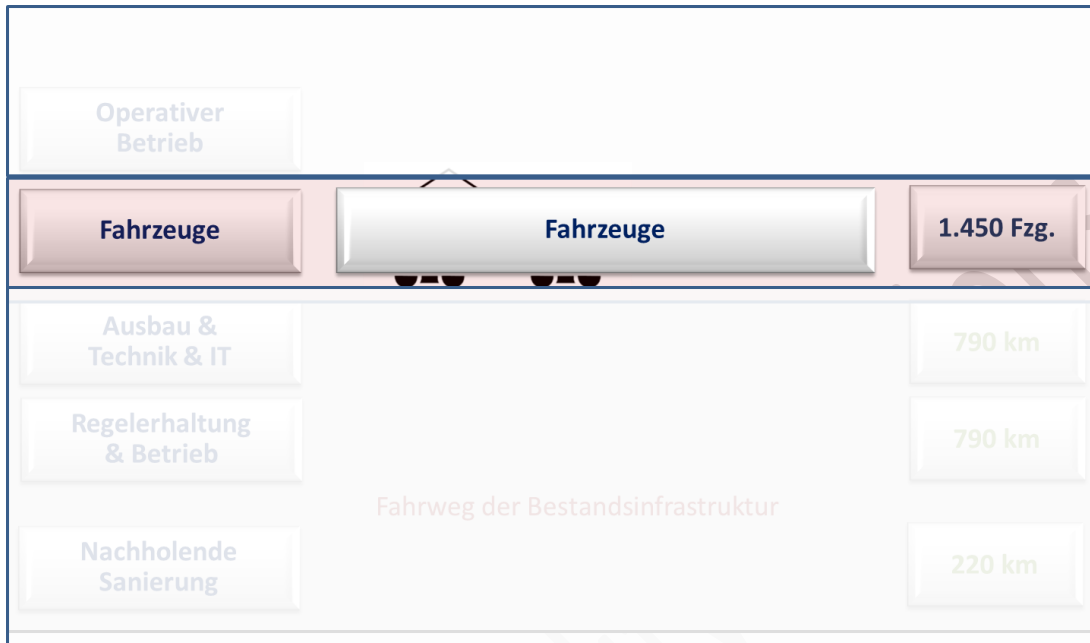 Operativer
Betrieb
Fahrzeuge
Fahrzeuge
1.450 Fzg.
Ausbau &
Technik & IT
790 km
Regelerhaltung
& Betrieb
790 km
Fahrweg der Bestandsinfrastruktur
Nachholende
Sanierung
220 km